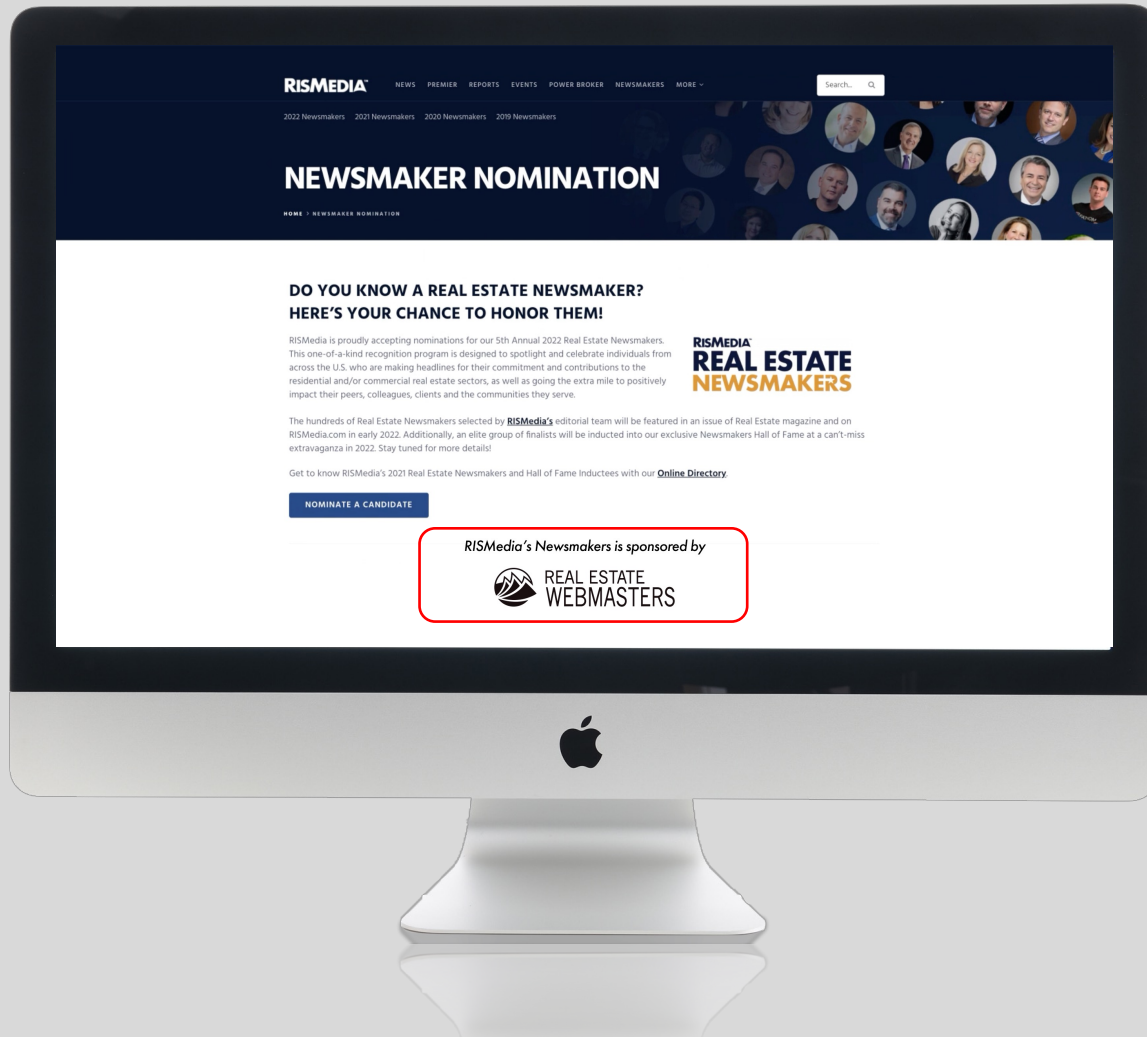 RISMEDIA™ NEWS PREMIER REPORTS EVENTS POWER BROKER NEWSMAKERS MORE Search...
2022 Newsmakers 2021 Newsmakers 2020 Newsmakers 2019 Newsmakers
NEWSMAKER NOMINATION
HOME > NEWSMAKER NOMINATION
DO YOU KNOW A REAL ESTATE NEWSMAKER?
HERE'S YOUR CHANCE TO HONOR THEM!
RISMedia is proudly accepting nominations for our 5th Annual 2022 Real Estate Newsmakers.
This one-of-a-kind recognition program is designed to spotlight and celebrate individuals from
across the U.S. who are making headlines for their commitment and contributions to the
residential and/or commercial real estate sectors, as well as going the extra mile to positively
impact their peers, colleagues, clients and the communities they serve.
RISMEDIA
REAL ESTATE
NEWSMAKERS
The hundreds of Real Estate Newsmakers selected by RISMedia's editorial team will be featured in an issue of Real Estate magazine and on
RISMedia.com in early 2022. Additionally, an elite group of finalists will be inducted into our exclusive Newsmakers Hall of Fame at a can't-miss
extravaganza in 2022. Stay tuned for more details!
Get to know RISMedia's 2021 Real Estate Newsmakers and Hall of Fame Inductees with our Online Directory.
NOMINATE A CANDIDATE
RISMedia's Newsmakers is sponsored by
REAL ESTATE
WEBMASTERS